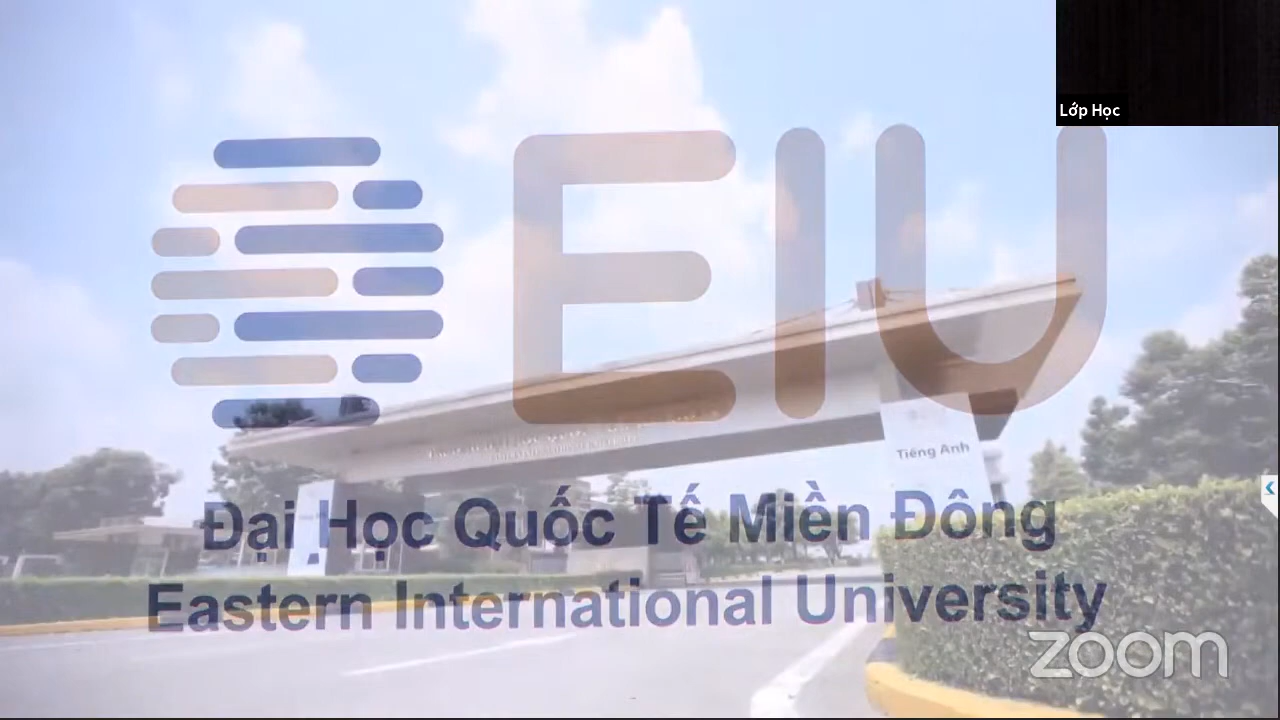 Lớp Học
EIU
Tiếng Anh
Đại Học Quốc Tế Miền Đông
Eastern International University
zoom